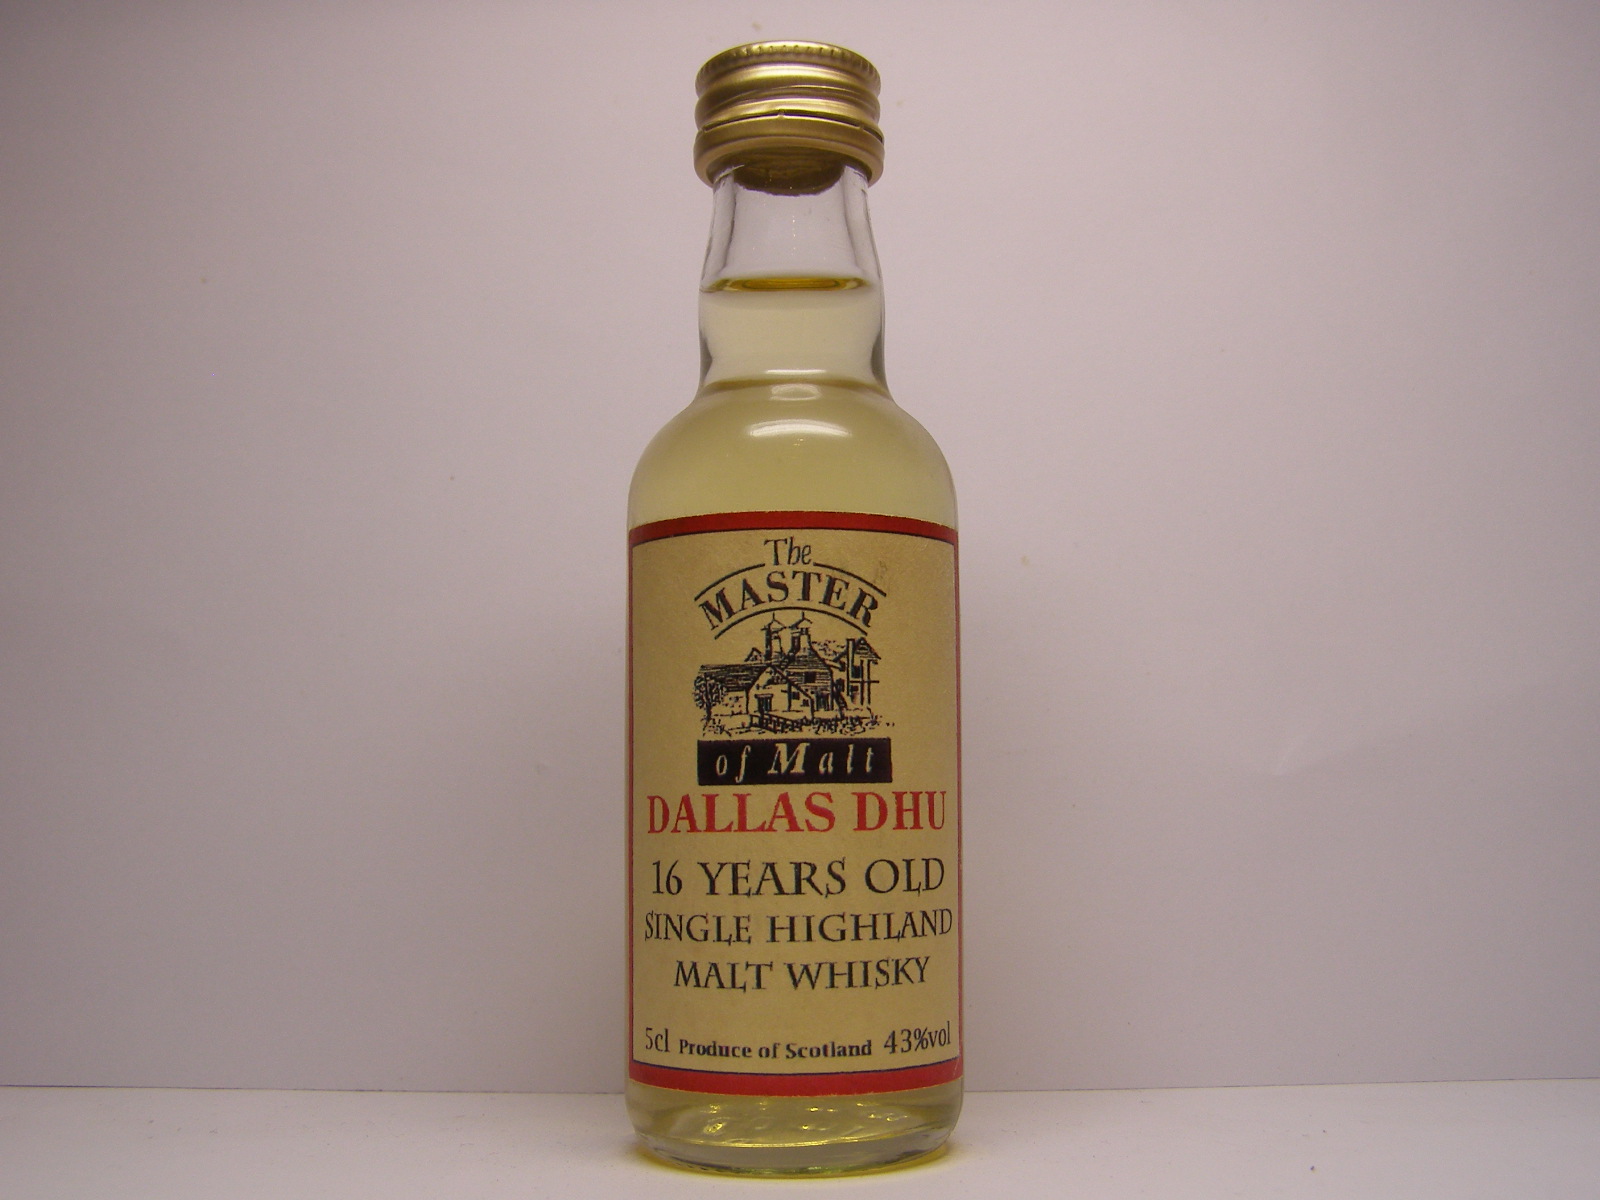 The
MASTER
of Malt
DALLAS DHU
16 YEARS OLD
SINGLE HIGHLAND
MALT WHISKY
5cl Produce of Scotland 43%vol